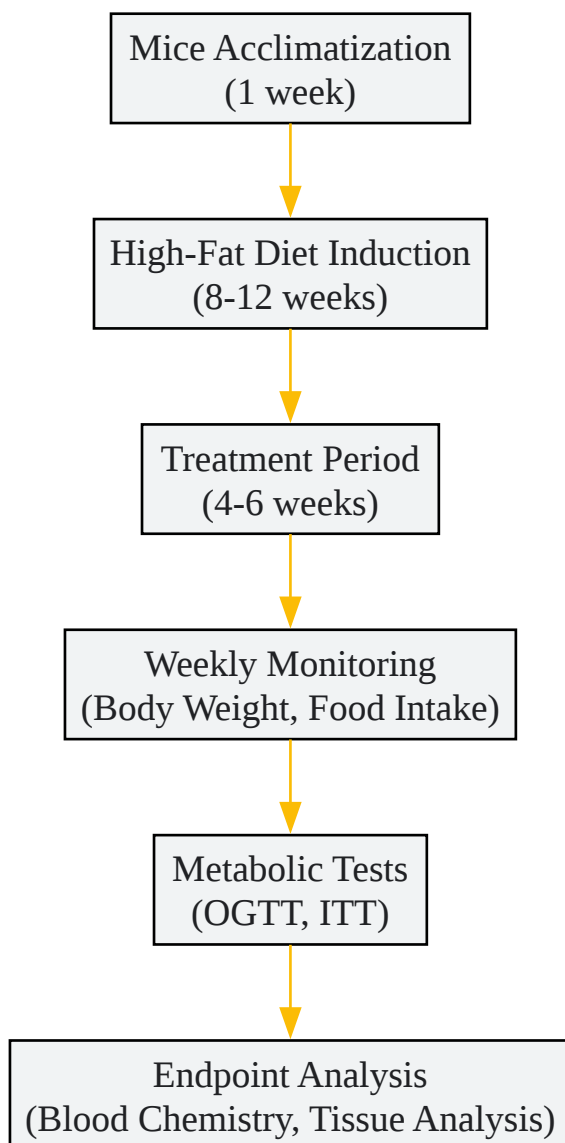 Mice Acclimatization
(1 week)
High-Fat Diet Induction
(8-12 weeks)
Treatment Period
(4-6 weeks)
Weekly Monitoring
(Body Weight, Food Intake)
Metabolic Tests
(OGTT, ITT)
Endpoint Analysis
(Blood Chemistry, Tissue Analysis)